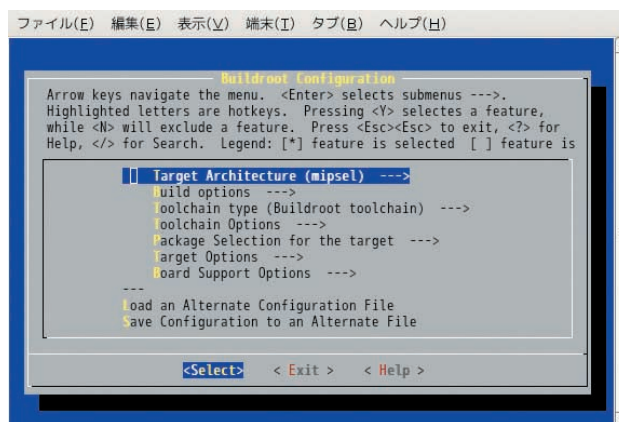 ファイル(F) 編集(E) 表示(V) 端末(T) タブ(B) ヘルプ(H)
Buildroot Configuration
Arrow keys navigate the menu. <Enter> selects submenus --->.
Highlighted letters are hotkeys. Pressing <Y> selectes a feature,
while <N> will exclude a feature. Press <Esc><Esc> to exit, <?> for
Help, </> for Search. Legend: [*] feature is selected [ ] feature is
Target Architecture (mipsel) --->
Build options --->
Toolchain type (Buildroot toolchain) --->
Toolchain Options --->
Package Selection for the target --->
Target Options --->
Board Support Options --->
---
Load an Alternate Configuration File
Save Configuration to an Alternate File
<Select> < Exit > < Help >